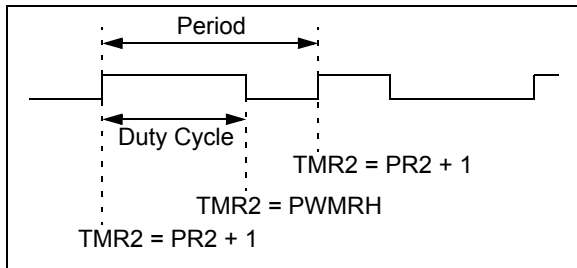 Period
Duty Cycle
TMR2 = PR2 + 1
TMR2 = PWMRH
TMR2 = PR2 + 1